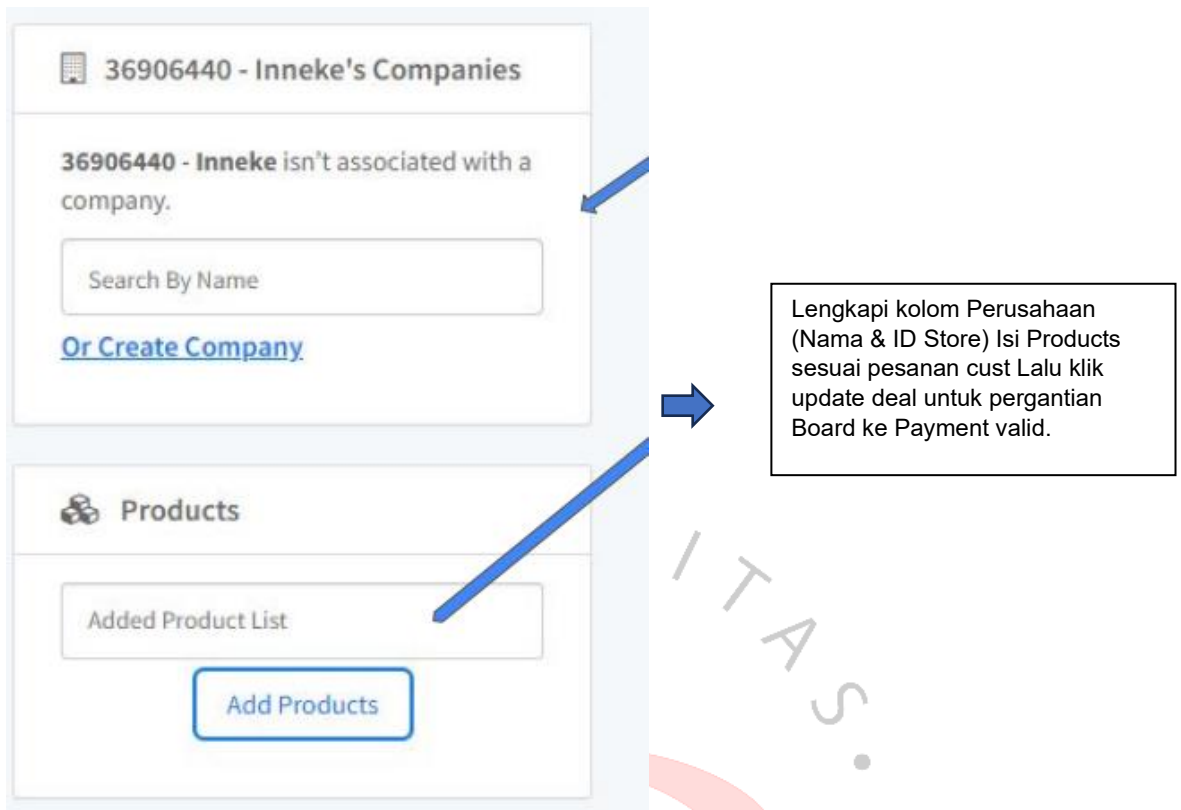 36906440 - Inneke's Companies
36906440 - Inneke isn't associated with a
company.
Search By Name
Or Create Company
Products
Added Product List
Add Products
Lengkapi kolom Perusahaan
(Nama & ID Store) Isi Products
sesuai pesanan cust Lalu klik
update deal untuk pergantian
Board ke Payment valid.
I T A S